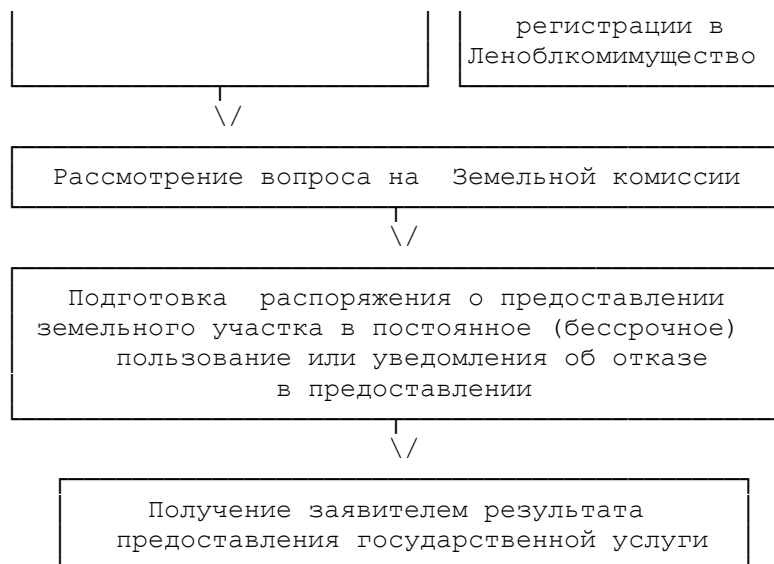 регистрации в
Леноблкомимущество
\/
Рассмотрение вопроса на Земельной комиссии
\/
Подготовка распоряжения о предоставлении
земельного участка в постоянное (бессрочное)
пользование или уведомления об отказе
в предоставлении
\/
Получение заявителем результата
предоставления государственной услуги